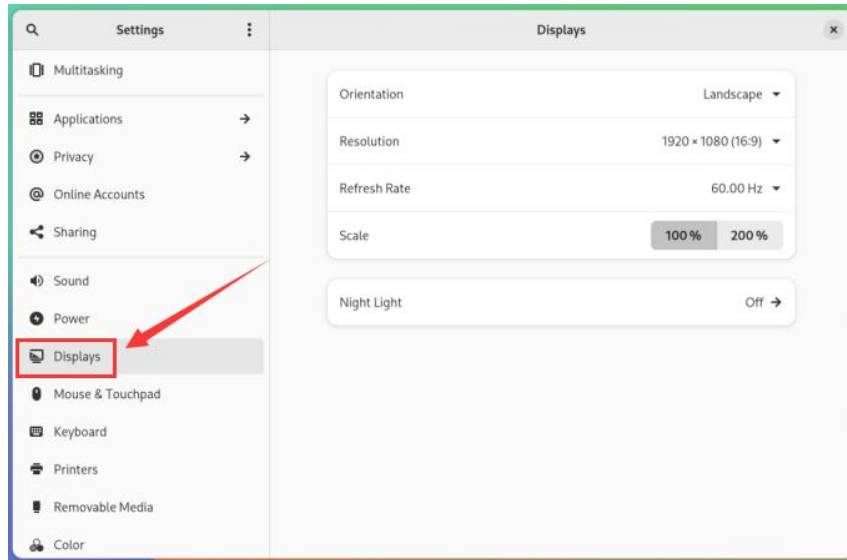 Settings
Multitasking
Applications
Privacy
Online Accounts
Sharing
Sound
Power
Displays
Mouse & Touchpad
Keyboard
Printers
Removable Media
Color
Displays
Orientation Landscape
Resolution 1920 × 1080 (16:9)
Refresh Rate 60.00 Hz
Scale 100 % 200 %
Night Light Off